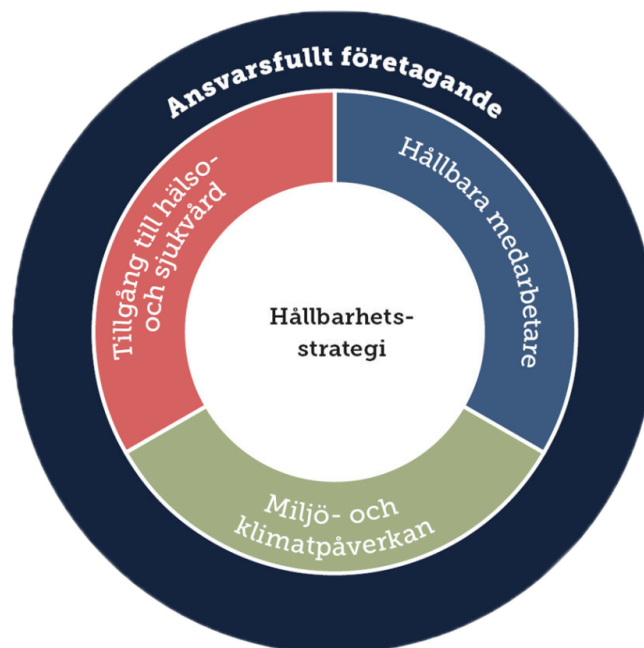 Ansvarsfullt företagande
Tillgång till hälso-
och sjukvård
Hållbara medarbetare
Hållbarhets-
strategi
Miljö- och
klimatpåverkan